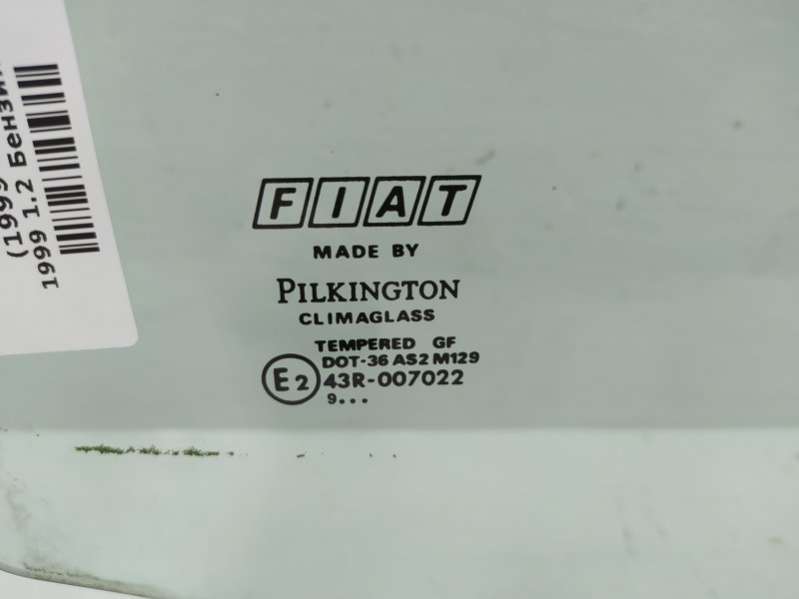 (1999
1999 1.2 Бензин
FIAT
MADE BY
PILKINGTON
CLIMAGLASS
TEMPERED GF
DOT-36 AS2 M129
E2 43R-007022
9...